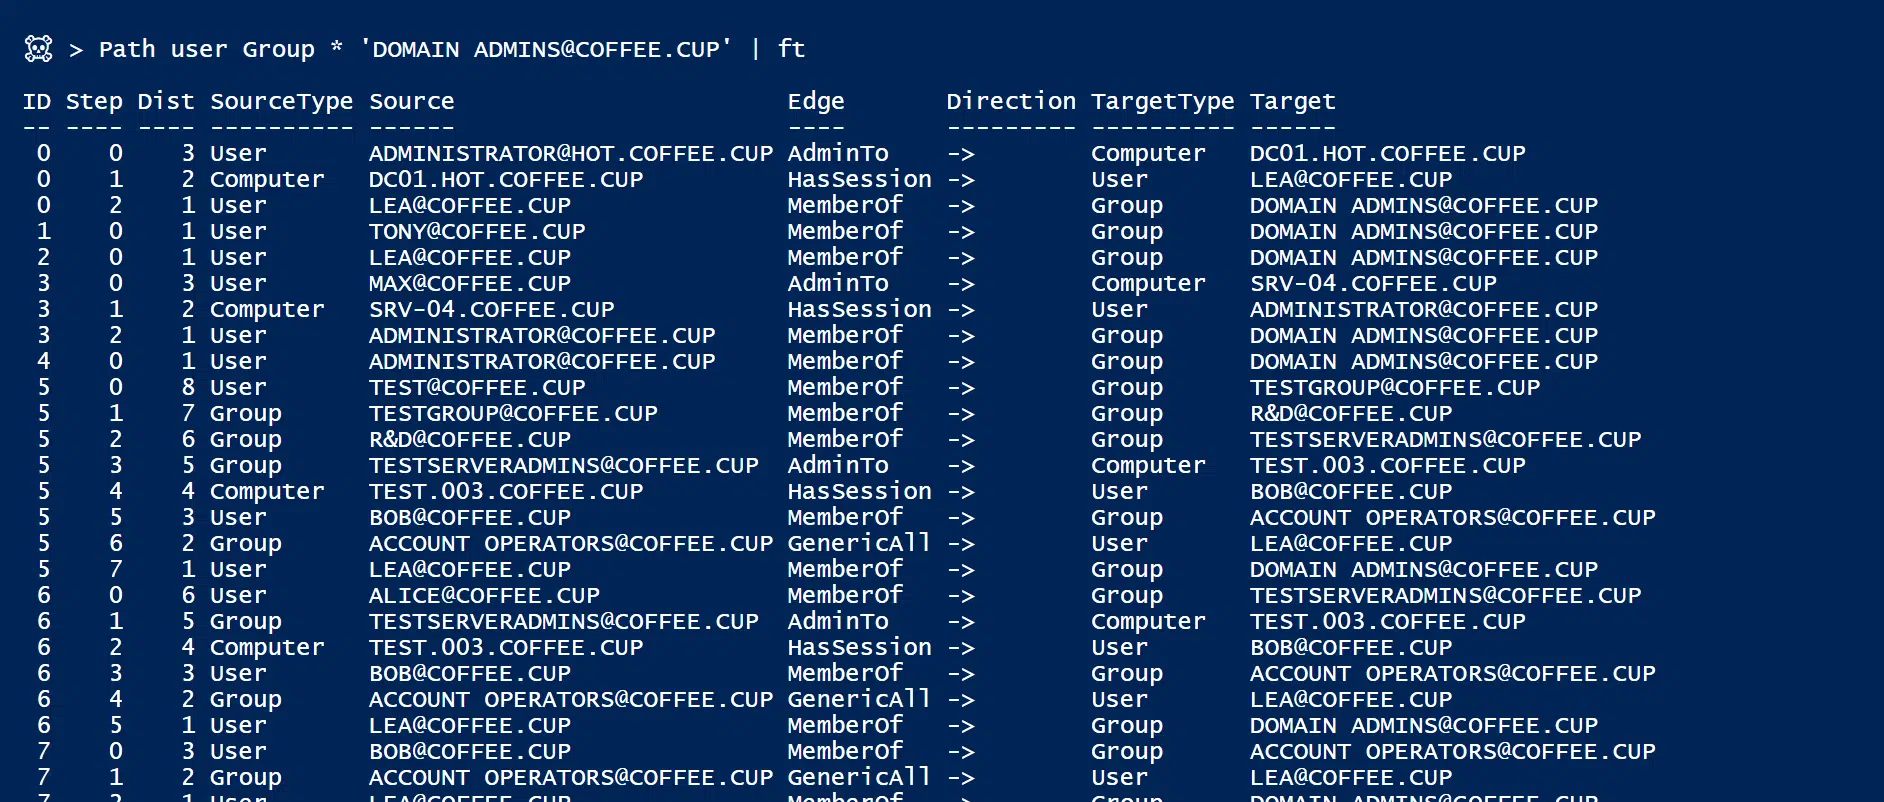 ☠ > Path user Group * 'DOMAIN ADMINS@COFFEE.CUP' | ft
ID Step Dist SourceType Source Edge Direction TargetType Target
-- ---- ---- ---------- ------ ---- --------- ---------- ------
0 0 3 User ADMINISTRATOR@HOT.COFFEE.CUP AdminTo -> Computer DC01.HOT.COFFEE.CUP
0 1 2 Computer DC01.HOT.COFFEE.CUP HasSession -> User LEA@COFFEE.CUP
0 2 1 User LEA@COFFEE.CUP MemberOf -> Group DOMAIN ADMINS@COFFEE.CUP
1 0 1 User TONY@COFFEE.CUP MemberOf -> Group DOMAIN ADMINS@COFFEE.CUP
2 0 1 User LEA@COFFEE.CUP MemberOf -> Group DOMAIN ADMINS@COFFEE.CUP
3 0 3 User MAX@COFFEE.CUP AdminTo -> Computer SRV-04.COFFEE.CUP
3 1 2 Computer SRV-04.COFFEE.CUP HasSession -> User ADMINISTRATOR@COFFEE.CUP
3 2 1 User ADMINISTRATOR@COFFEE.CUP MemberOf -> Group DOMAIN ADMINS@COFFEE.CUP
4 0 1 User ADMINISTRATOR@COFFEE.CUP MemberOf -> Group DOMAIN ADMINS@COFFEE.CUP
5 0 8 User TEST@COFFEE.CUP MemberOf -> Group TESTGROUP@COFFEE.CUP
5 1 7 Group TESTGROUP@COFFEE.CUP MemberOf -> Group R&D@COFFEE.CUP
5 2 6 Group R&D@COFFEE.CUP MemberOf -> Group TESTSERVERADMINS@COFFEE.CUP
5 3 5 Group TESTSERVERADMINS@COFFEE.CUP AdminTo -> Computer TEST.003.COFFEE.CUP
5 4 4 Computer TEST.003.COFFEE.CUP HasSession -> User BOB@COFFEE.CUP
5 5 3 User BOB@COFFEE.CUP MemberOf -> Group ACCOUNT OPERATORS@COFFEE.CUP
5 6 2 Group ACCOUNT OPERATORS@COFFEE.CUP GenericAll -> User LEA@COFFEE.CUP
5 7 1 User LEA@COFFEE.CUP MemberOf -> Group DOMAIN ADMINS@COFFEE.CUP
6 0 6 User ALICE@COFFEE.CUP MemberOf -> Group TESTSERVERADMINS@COFFEE.CUP
6 1 5 Group TESTSERVERADMINS@COFFEE.CUP AdminTo -> Computer TEST.003.COFFEE.CUP
6 2 4 Computer TEST.003.COFFEE.CUP HasSession -> User BOB@COFFEE.CUP
6 3 3 User BOB@COFFEE.CUP MemberOf -> Group ACCOUNT OPERATORS@COFFEE.CUP
6 4 2 Group ACCOUNT OPERATORS@COFFEE.CUP GenericAll -> User LEA@COFFEE.CUP
6 5 1 User LEA@COFFEE.CUP MemberOf -> Group DOMAIN ADMINS@COFFEE.CUP
7 0 3 User BOB@COFFEE.CUP MemberOf -> Group ACCOUNT OPERATORS@COFFEE.CUP
7 1 2 Group ACCOUNT OPERATORS@COFFEE.CUP GenericAll -> User LEA@COFFEE.CUP
7 2 1 User LEA@COFFEE.CUP MemberOf -> Group DOMAIN ADMINS@COFFEE.CUP